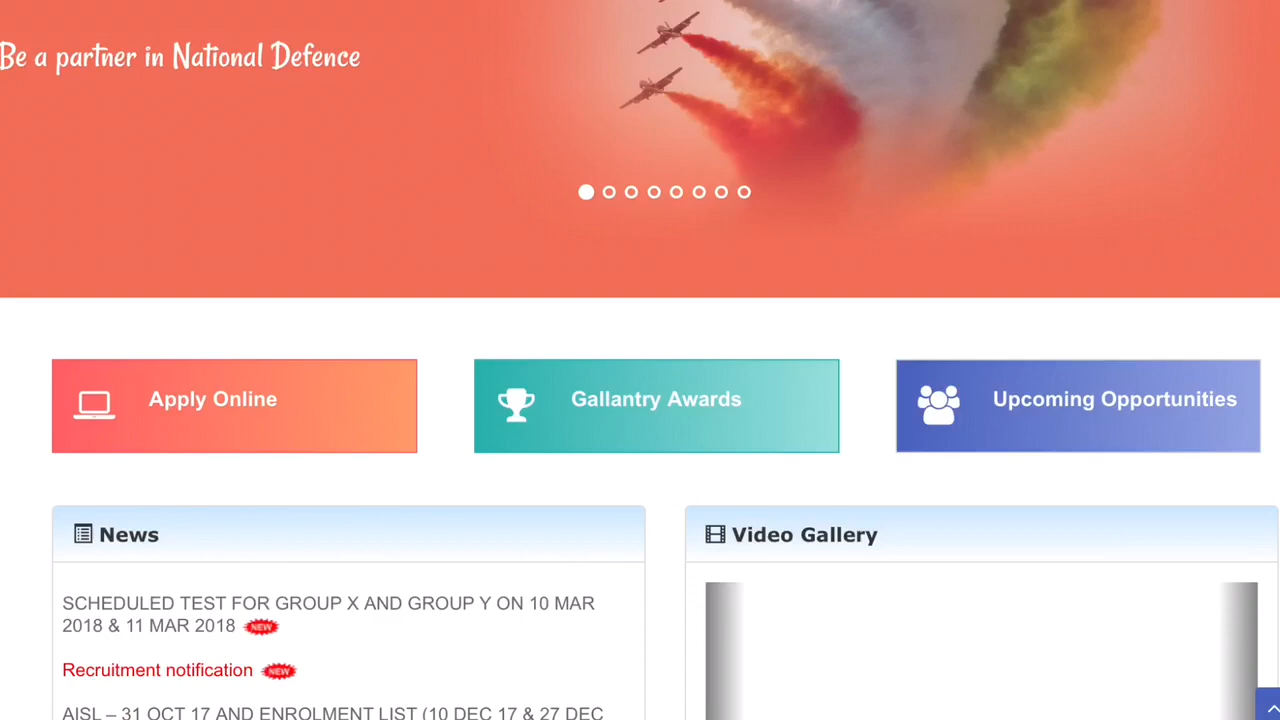 Be a partner in National Defence
Apply Online
Gallantry Awards
Upcoming Opportunities
News
Video Gallery
SCHEDULED TEST FOR GROUP X AND GROUP Y ON 10 MAR
2018 & 11 MAR 2018 NEW
Recruitment notification NEW
AISL – 31 OCT 17 AND ENROLMENT LIST (10 DEC 17 & 27 DEC